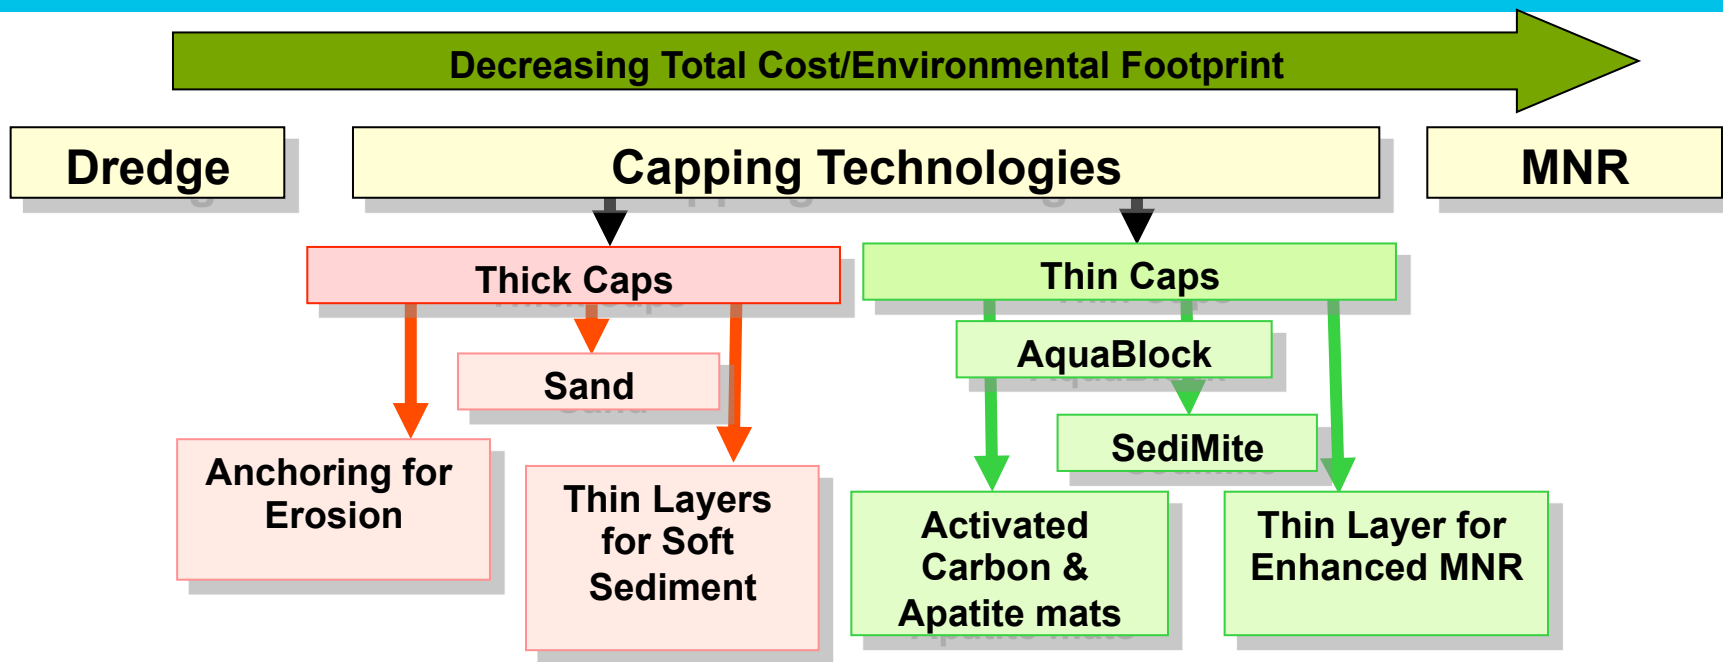 Decreasing Total Cost/Environmental Footprint
Dredge
Capping Technologies
MNR
Thick Caps
Thin Caps
Sand
AquaBlock
SediMite
Anchoring for
Erosion
Thin Layers
for Soft
Sediment
Activated
Carbon &
Apatite mats
Thin Layer for
Enhanced MNR